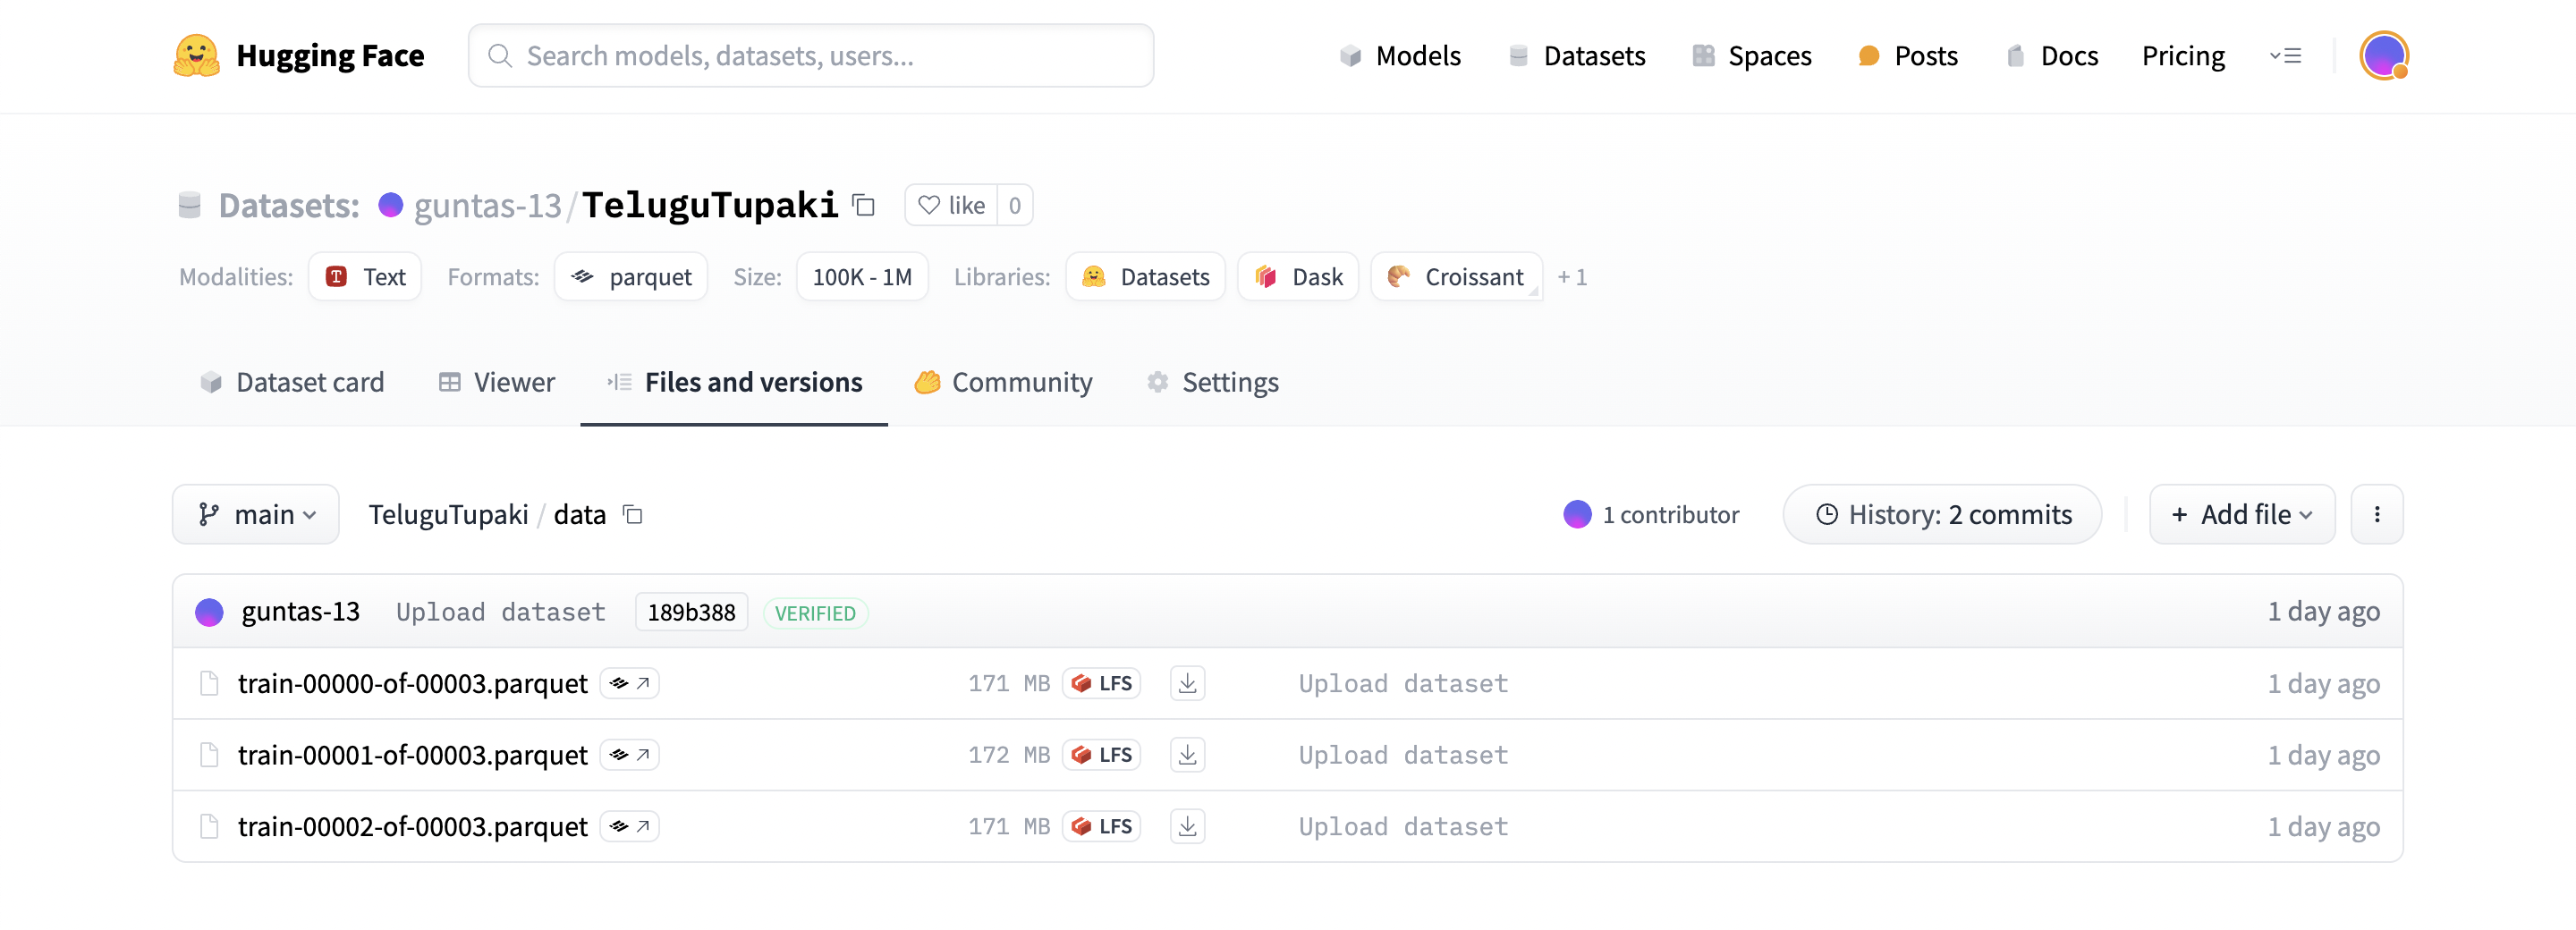 Hugging Face Search models, datasets, users... Models Datasets Spaces Posts Docs Pricing
Datasets: guntas-13/TeluguTupaki like 0
Modalities: Text Formats: parquet Size: 100K - 1M Libraries: Datasets Dask Croissant + 1
Dataset card Viewer Files and versions Community Settings
main TeluguTupaki / data 1 contributor History: 2 commits + Add file
guntas-13 Upload dataset 189b388 VERIFIED 1 day ago
train-00000-of-00003.parquet 171 MB LFS Upload dataset 1 day ago
train-00001-of-00003.parquet 172 MB LFS Upload dataset 1 day ago
train-00002-of-00003.parquet 171 MB LFS Upload dataset 1 day ago